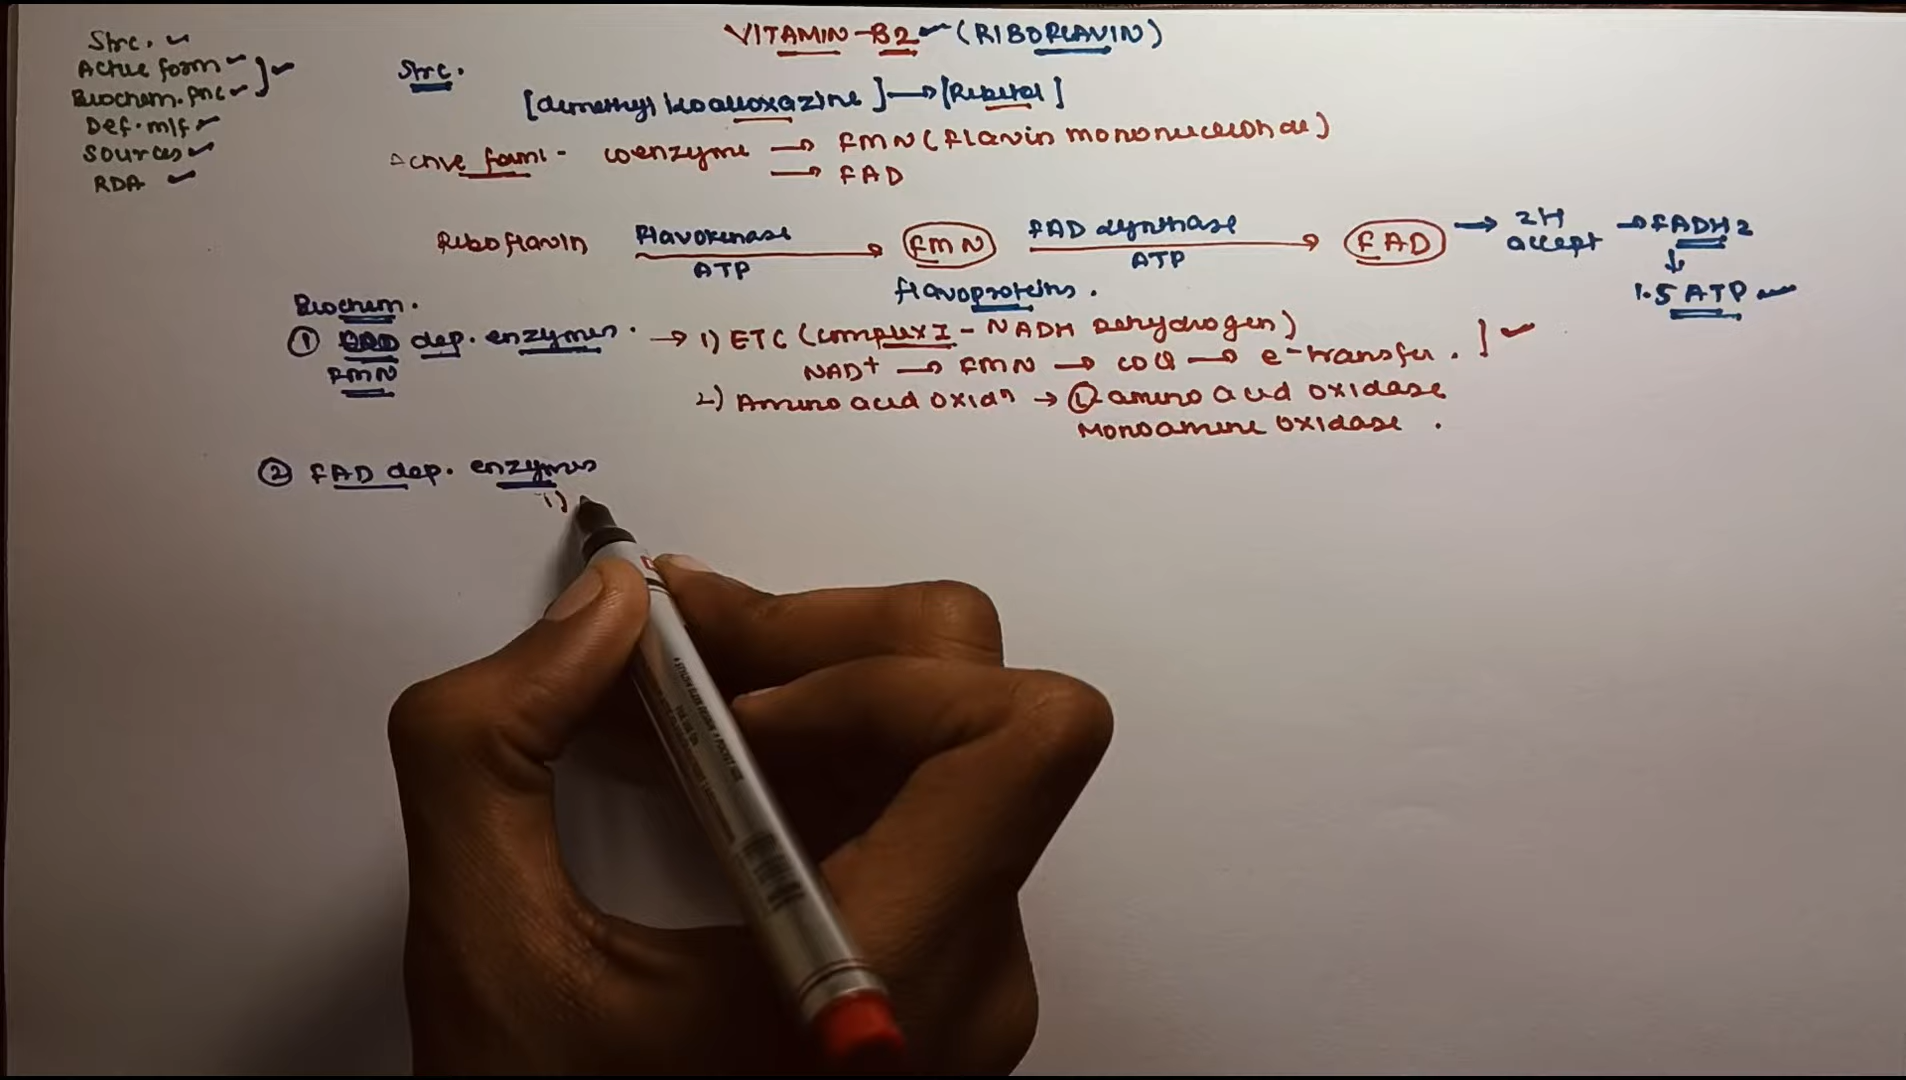 VITAMIN-B2 (RIBOFLAVIN)
Strc.
Active form
Biochem. fnc
Def. mlf
Sources
RDA
Strc.
[dimethyl isoalloxazine] → [Ribitol]
Active form:- coenzyme → FMN (flavin mononucleotide)
→ FAD
Riboflavin Flavokinase ATP → FMN FAD synthase ATP → FAD → 2H accept → FADH2
↓
1.5 ATP
flavoproteins.
Biochem.
① dep. enzymes. → 1) ETC (complex I - NADH dehydrogen)
FMN
NAD+ → FMN → COQ → e-transfer.
2) Amino acid oxidn → L amino acid oxidase
Monoamine oxidase.
② FAD dep. enzymes
1)